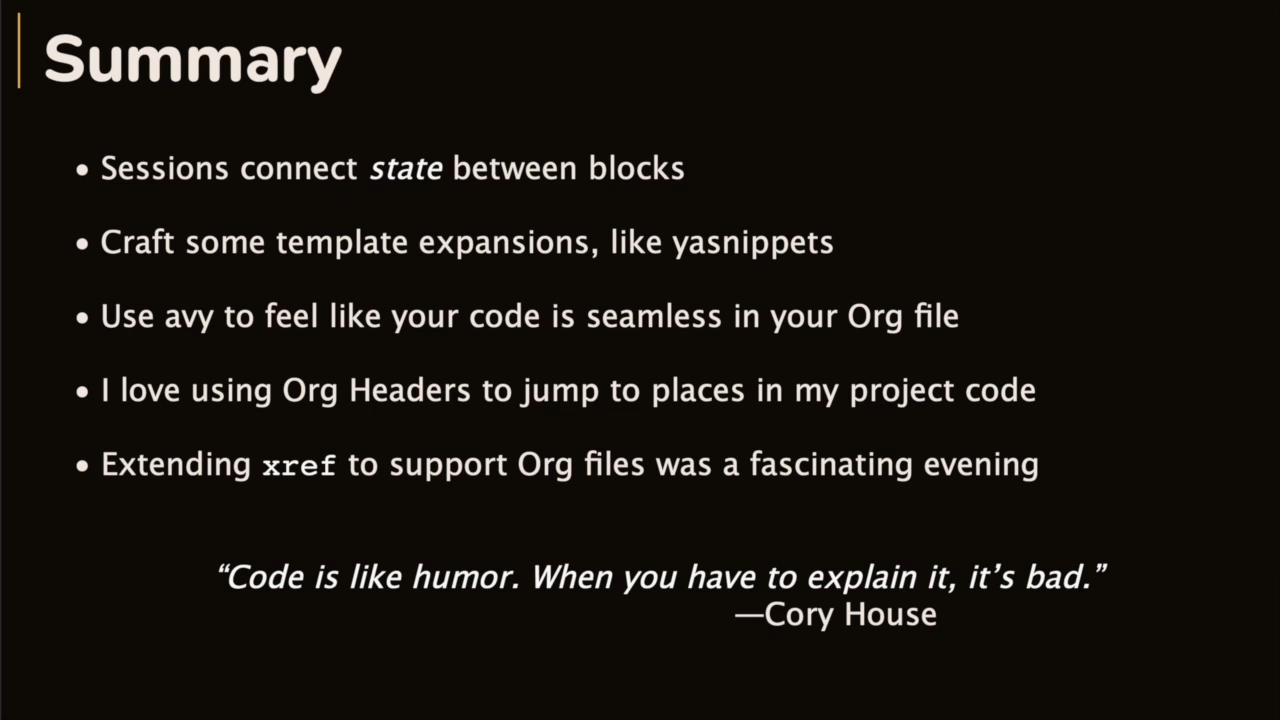 Summary
• Sessions connect state between blocks
• Craft some template expansions, like yasnippets
• Use avy to feel like your code is seamless in your Org file
• I love using Org Headers to jump to places in my project code
• Extending xref to support Org files was a fascinating evening
“Code is like humor. When you have to explain it, it’s bad.”
—Cory House